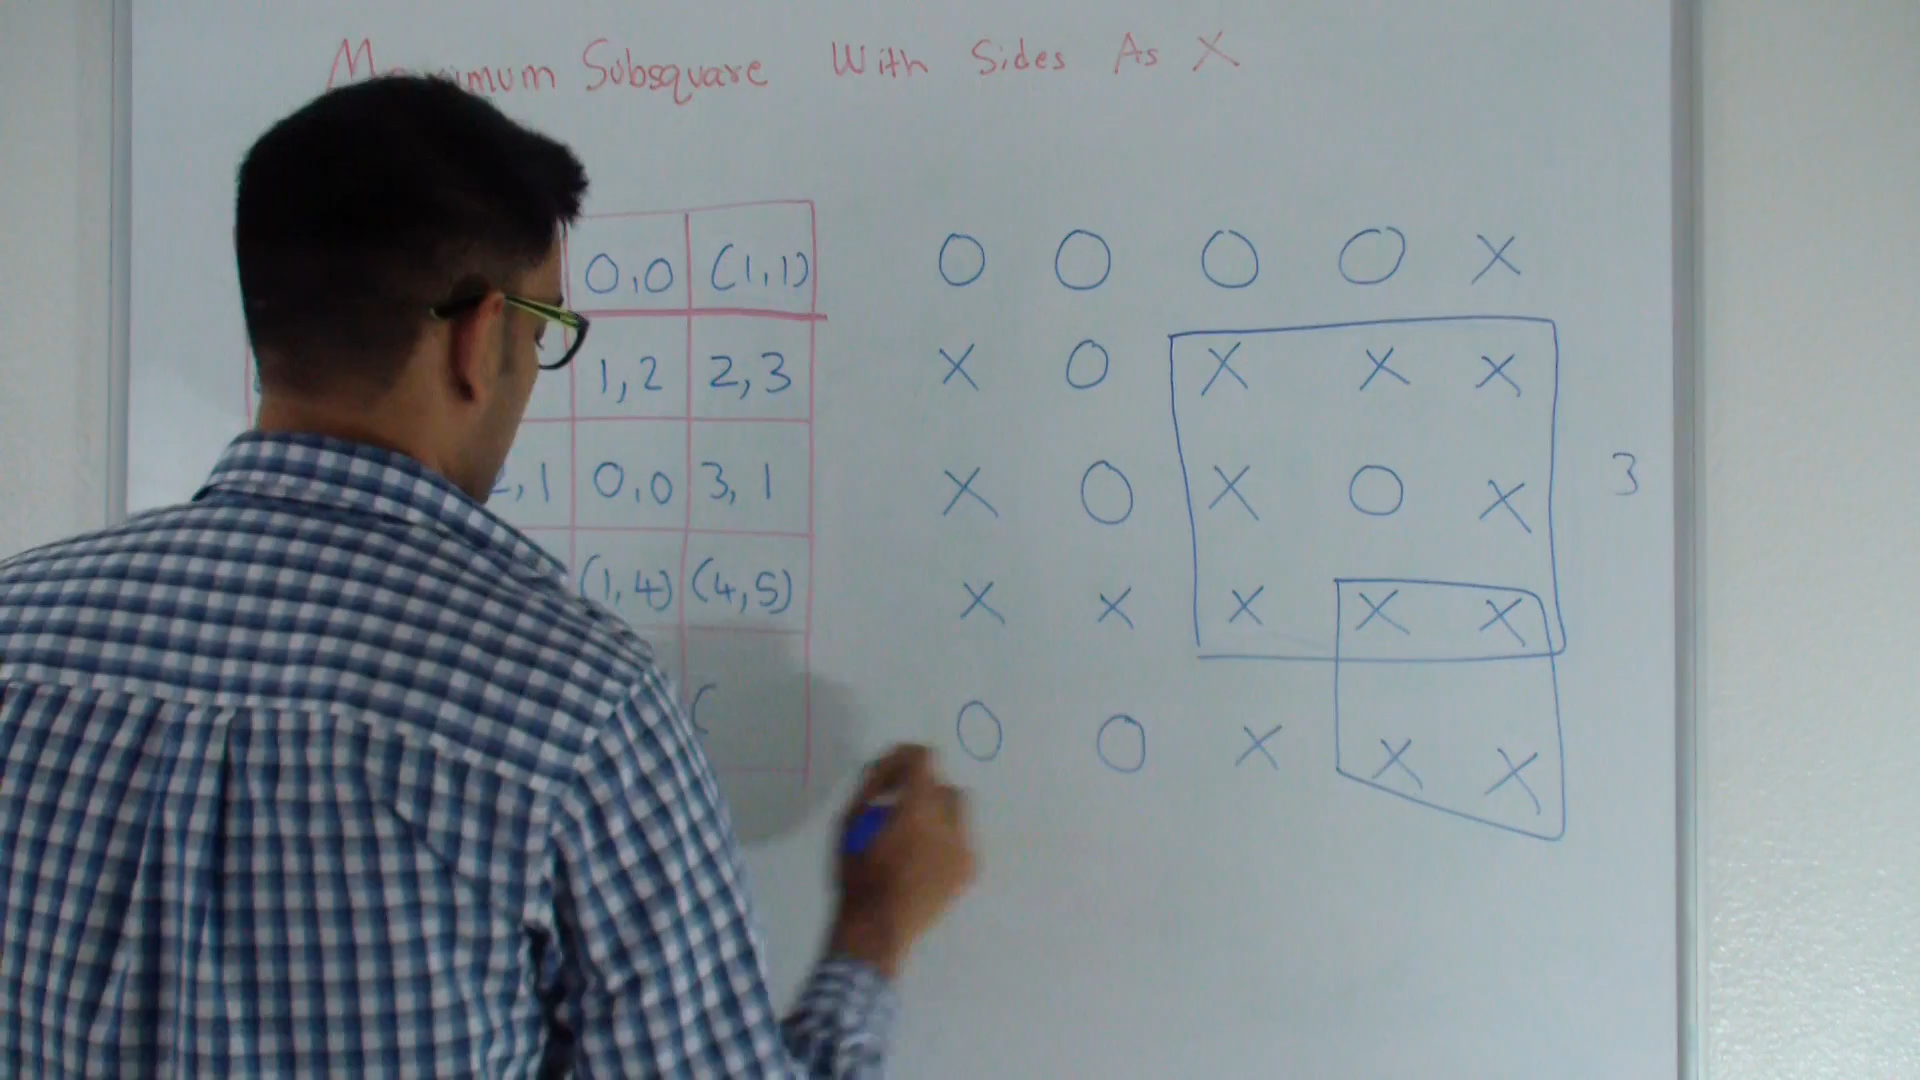 Maximum Subsquare With Sides As X
0,0 (1,1) O O O O X
1,2 2,3 X O X X X
,1 0,0 3,1 X O X O X 3
(1,4) (4,5) X X X X X
( O O X X X